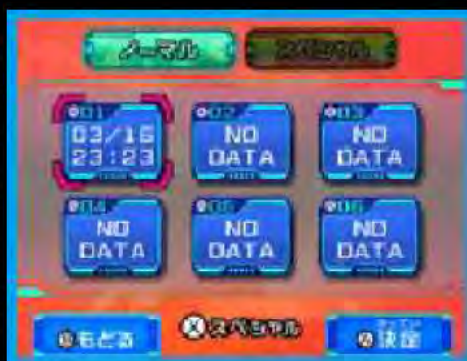 ノーマル スペシャル
01 02 03
03/16 NO NO
23:23 DATA DATA
04 05 06
NO NO NO
DATA DATA DATA
もどる Ⓧスペシャル 決定